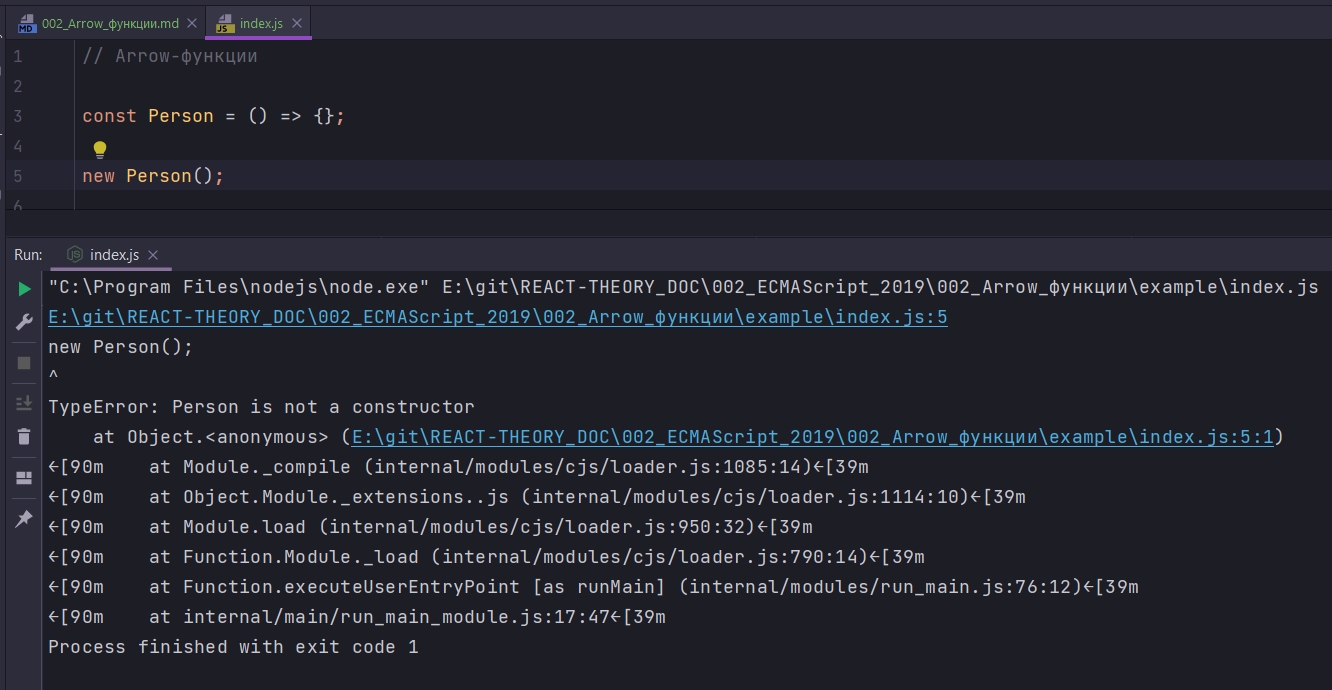 002_Arrow_функции.md
index.js
1 // Arrow-функции
2
3 const Person = () => {};
4
5 new Person();
6
Run: index.js
"C:\Program Files\nodejs\node.exe" E:\git\REACT-THEORY_DOC\002_ECMAScript_2019\002_Arrow_функции\example\index.js
E:\git\REACT-THEORY_DOC\002_ECMAScript_2019\002_Arrow_функции\example\index.js:5
new Person();
^
TypeError: Person is not a constructor
    at Object.<anonymous> (E:\git\REACT-THEORY_DOC\002_ECMAScript_2019\002_Arrow_функции\example\index.js:5:1)
←[90m    at Module._compile (internal/modules/cjs/loader.js:1085:14)←[39m
←[90m    at Object.Module._extensions..js (internal/modules/cjs/loader.js:1114:10)←[39m
←[90m    at Module.load (internal/modules/cjs/loader.js:950:32)←[39m
←[90m    at Function.Module._load (internal/modules/cjs/loader.js:790:14)←[39m
←[90m    at Function.executeUserEntryPoint [as runMain] (internal/modules/run_main.js:76:12)←[39m
←[90m    at internal/main/run_main_module.js:17:47←[39m
Process finished with exit code 1